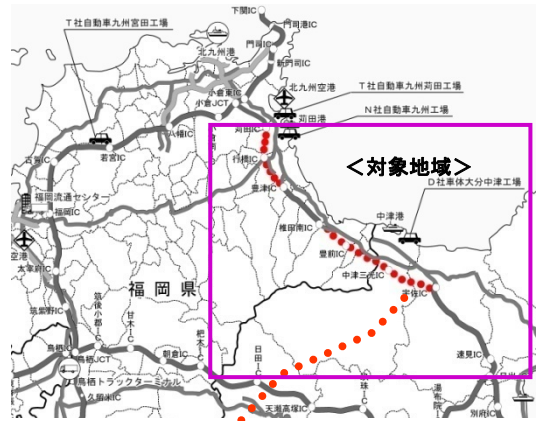 下関IC
T社自動車九州宮田工場
門司港IC
門司IC
北九州港
新門司IC
小倉東IC
北九州空港
T社自動車九州苅田工場
小倉JCT
苅田港
N社自動車九州工場
八幡IC
苅田IC
若宮IC
古賀IC
行橋IC
＜対象地域＞
豊津IC
福岡流通センター
D社車体大分中津工場
福岡IC
中津港
椎田南IC
空港
豊前IC
太宰府IC
中津三光IC
福岡県
宇佐IC
筑紫野IC
筑後小郡IC
甘木IC
杷木IC
鳥栖IC
鳥栖JCT
朝倉IC
日田IC
速見IC
鳥栖トラックターミナル
湯布院
久留米IC
天瀬高塚IC
別府IC